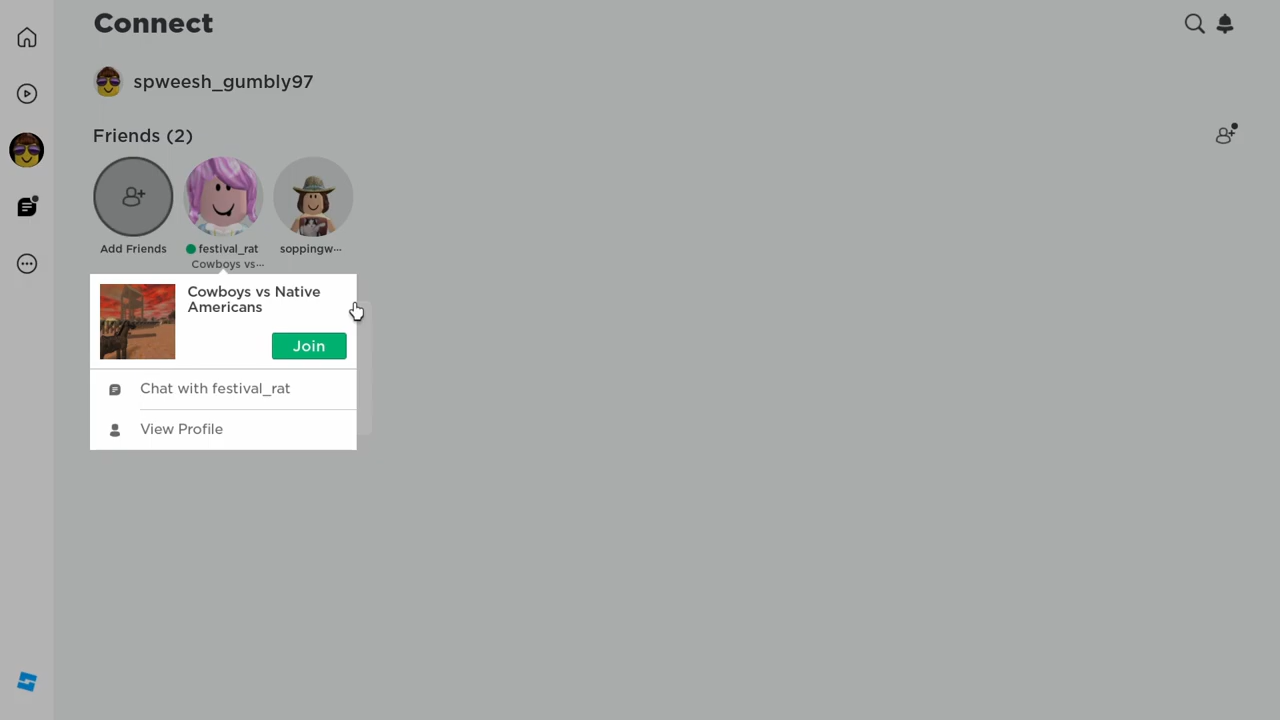 Connect
spweesh_gumbly97
Friends (2)
Add Friends
festival_rat
soppingw...
Cowboys vs...
Cowboys vs Native
Americans
Join
Chat with festival_rat
View Profile